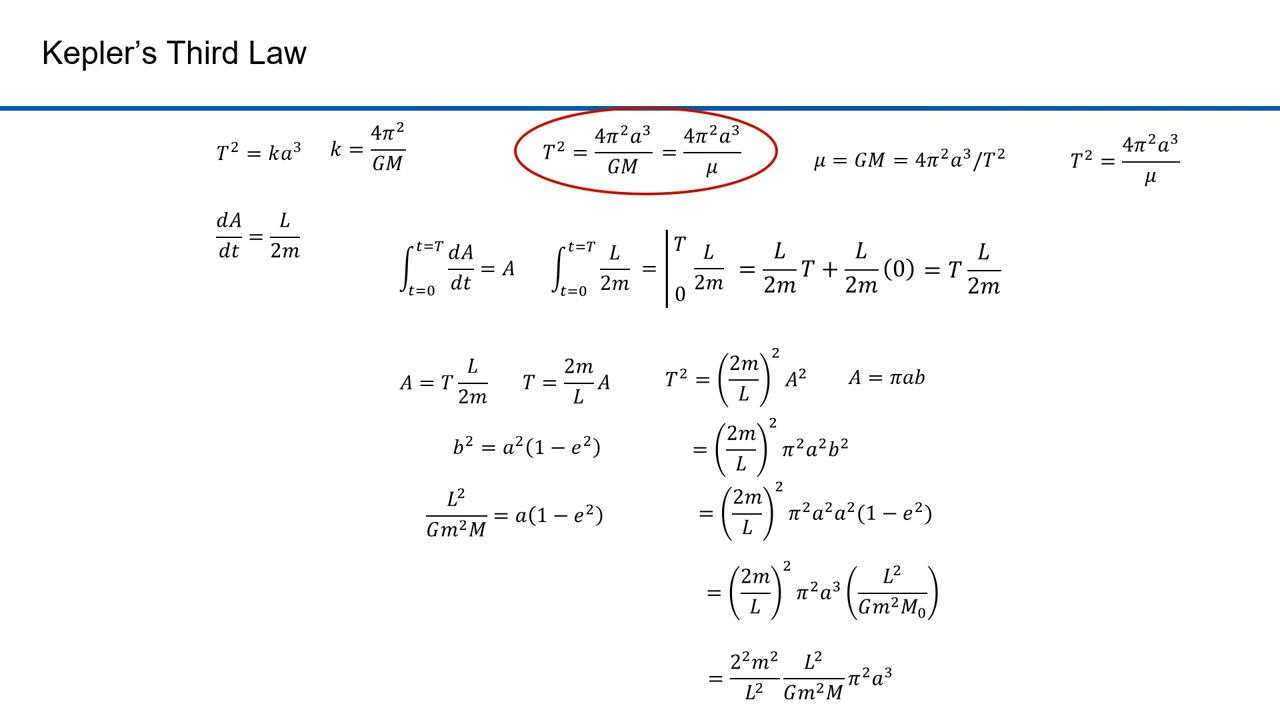 Kepler's Third Law
T² = ka³ k = 4π²/GM T² = 4π²a³/GM = 4π²a³/μ μ = GM = 4π²a³/T² T² = 4π²a³/μ
dA/dt = L/2m
∫_{t=0}^{t=T} dA/dt = A ∫_{t=0}^{t=T} L/2m = |_0^T L/2m = L/2m T + L/2m (0) = T L/2m
A = T L/2m T = 2m/L A T² = (2m/L)² A² A = πab
b² = a²(1 − e²) = (2m/L)² π²a²b²
L²/Gm²M = a(1 − e²) = (2m/L)² π²a²a²(1 − e²)
= (2m/L)² π²a³ (L²/Gm²M₀)
= 2²m²/L² L²/Gm²M π²a³